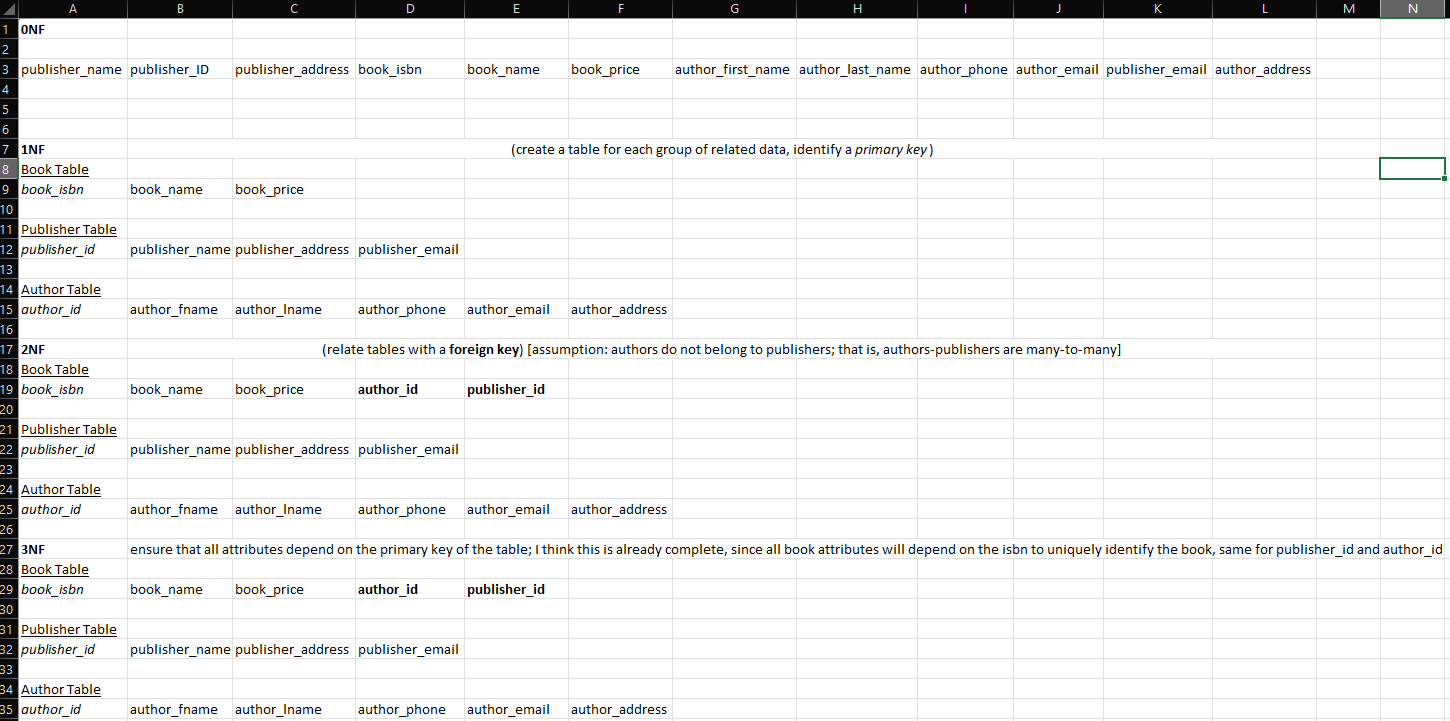 A B C D E F G H I J K L M N
1 0NF
2
3 publisher_name publisher_ID publisher_address book_isbn book_name book_price author_first_name author_last_name author_phone author_email publisher_email author_address
4
5
6
7 1NF (create a table for each group of related data, identify a primary key)
8 Book Table
9 book_isbn book_name book_price
10
11 Publisher Table
12 publisher_id publisher_name publisher_address publisher_email
13
14 Author Table
15 author_id author_fname author_lname author_phone author_email author_address
16
17 2NF (relate tables with a foreign key) [assumption: authors do not belong to publishers; that is, authors-publishers are many-to-many]
18 Book Table
19 book_isbn book_name book_price author_id publisher_id
20
21 Publisher Table
22 publisher_id publisher_name publisher_address publisher_email
23
24 Author Table
25 author_id author_fname author_lname author_phone author_email author_address
26
27 3NF ensure that all attributes depend on the primary key of the table; I think this is already complete, since all book attributes will depend on the isbn to uniquely identify the book, same for publisher_id and author_id
28 Book Table
29 book_isbn book_name book_price author_id publisher_id
30
31 Publisher Table
32 publisher_id publisher_name publisher_address publisher_email
33
34 Author Table
35 author_id author_fname author_lname author_phone author_email author_address